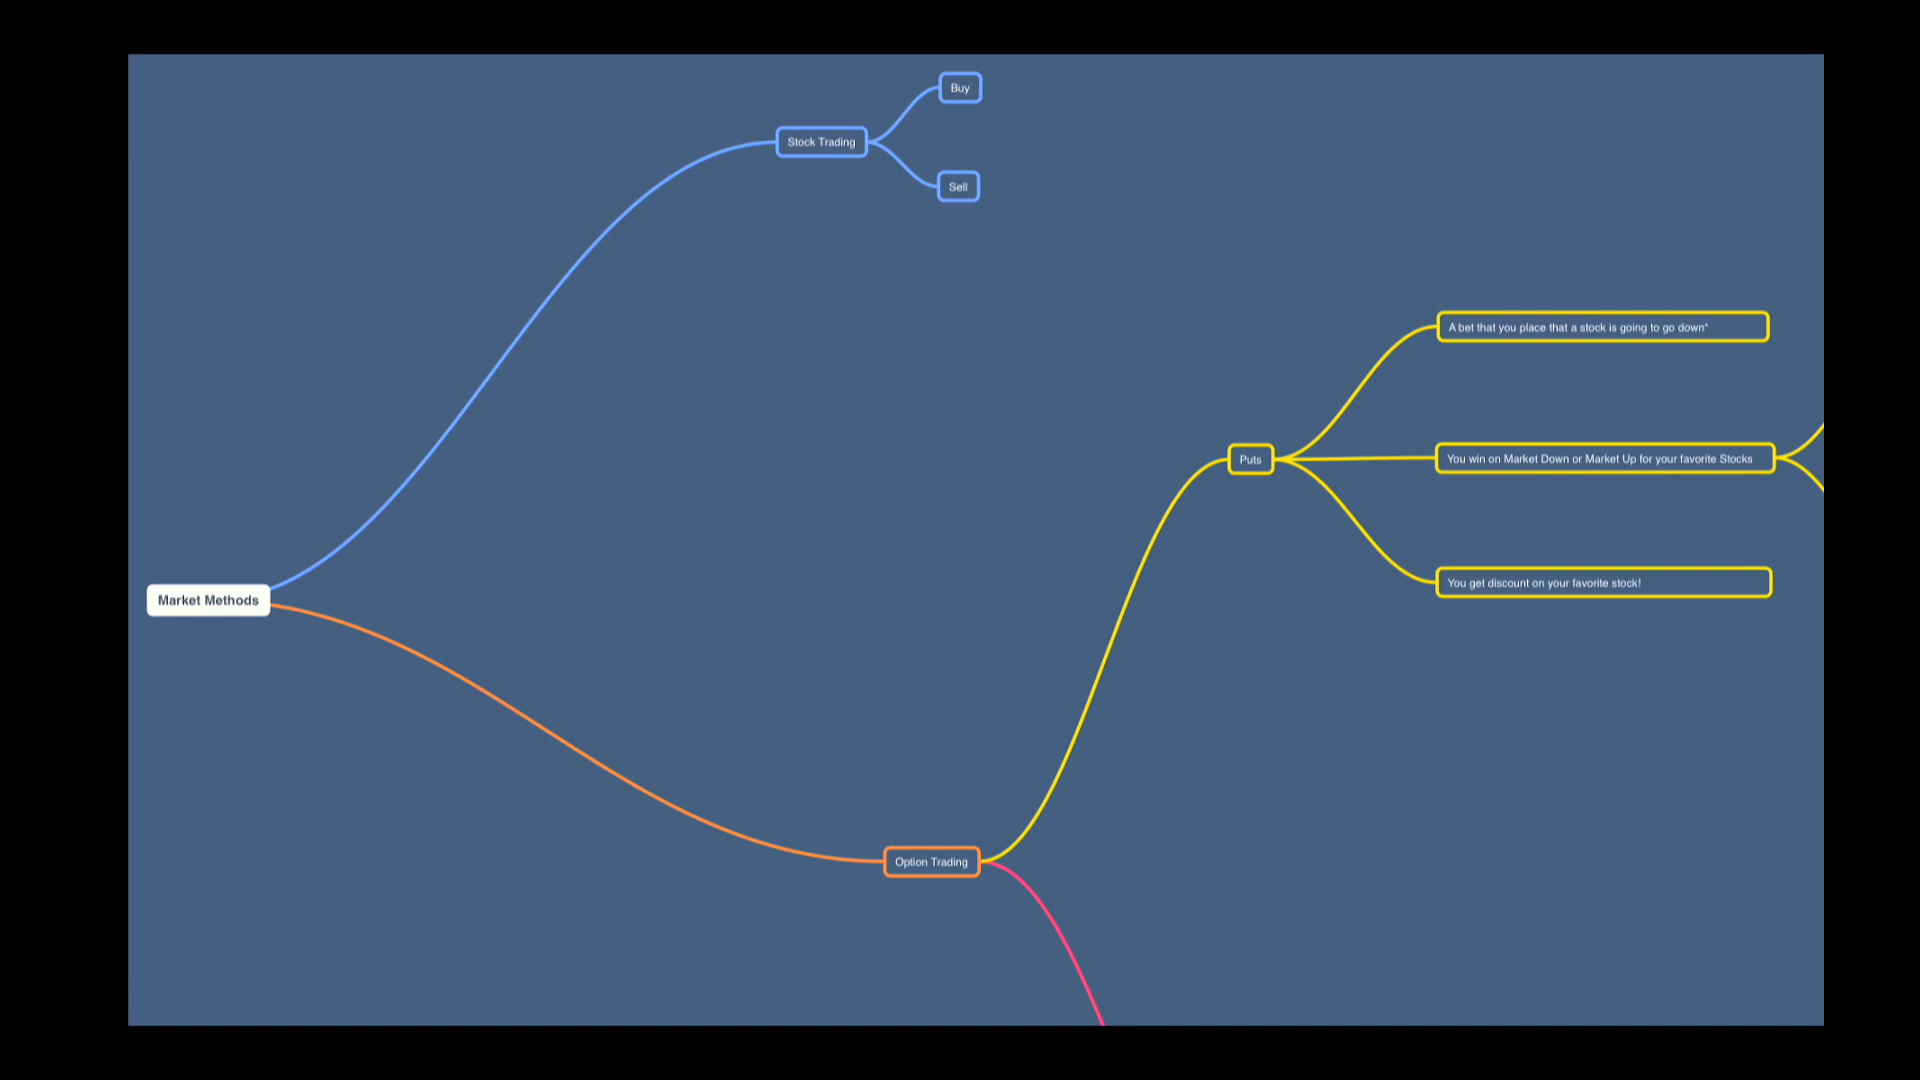 Buy
Stock Trading
Sell
A bet that you place that a stock is going to go down*
Puts
You win on Market Down or Market Up for your favorite Stocks
You get discount on your favorite stock!
Market Methods
Option Trading